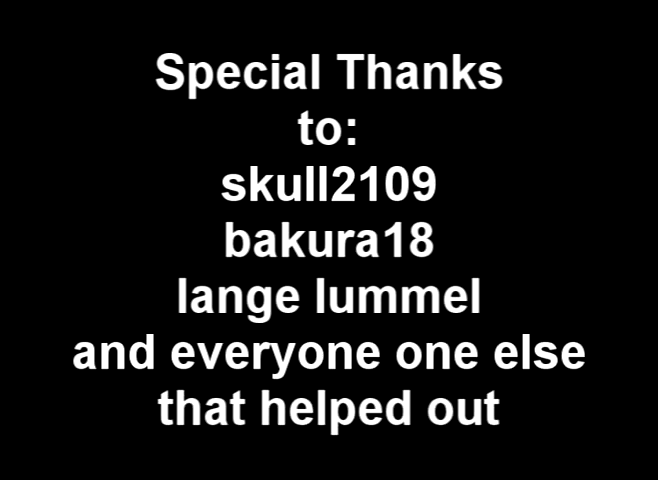 Special Thanks
to:
skull2109
bakura18
lange lummel
and everyone one else
that helped out